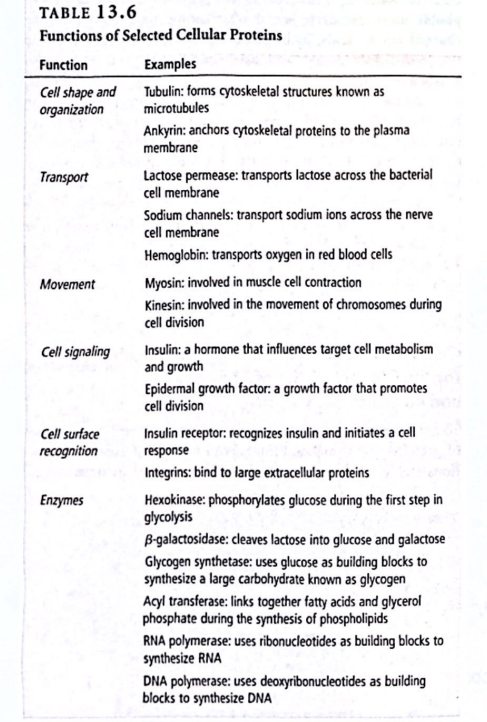 TABLE 13.6
Functions of Selected Cellular Proteins
Function Examples
Cell shape and Tubulin: forms cytoskeletal structures known as
organization microtubules
Ankyrin: anchors cytoskeletal proteins to the plasma
membrane
Transport Lactose permease: transports lactose across the bacterial
cell membrane
Sodium channels: transport sodium ions across the nerve
cell membrane
Hemoglobin: transports oxygen in red blood cells
Movement Myosin: involved in muscle cell contraction
Kinesin: involved in the movement of chromosomes during
cell division
Cell signaling Insulin: a hormone that influences target cell metabolism
and growth
Epidermal growth factor: a growth factor that promotes
cell division
Cell surface Insulin receptor: recognizes insulin and initiates a cell
recognition response
Integrins: bind to large extracellular proteins
Enzymes Hexokinase: phosphorylates glucose during the first step in
glycolysis
β-galactosidase: cleaves lactose into glucose and galactose
Glycogen synthetase: uses glucose as building blocks to
synthesize a large carbohydrate known as glycogen
Acyl transferase: links together fatty acids and glycerol
phosphate during the synthesis of phospholipids
RNA polymerase: uses ribonucleotides as building blocks to
synthesize RNA
DNA polymerase: uses deoxyribonucleotides as building
blocks to synthesize DNA